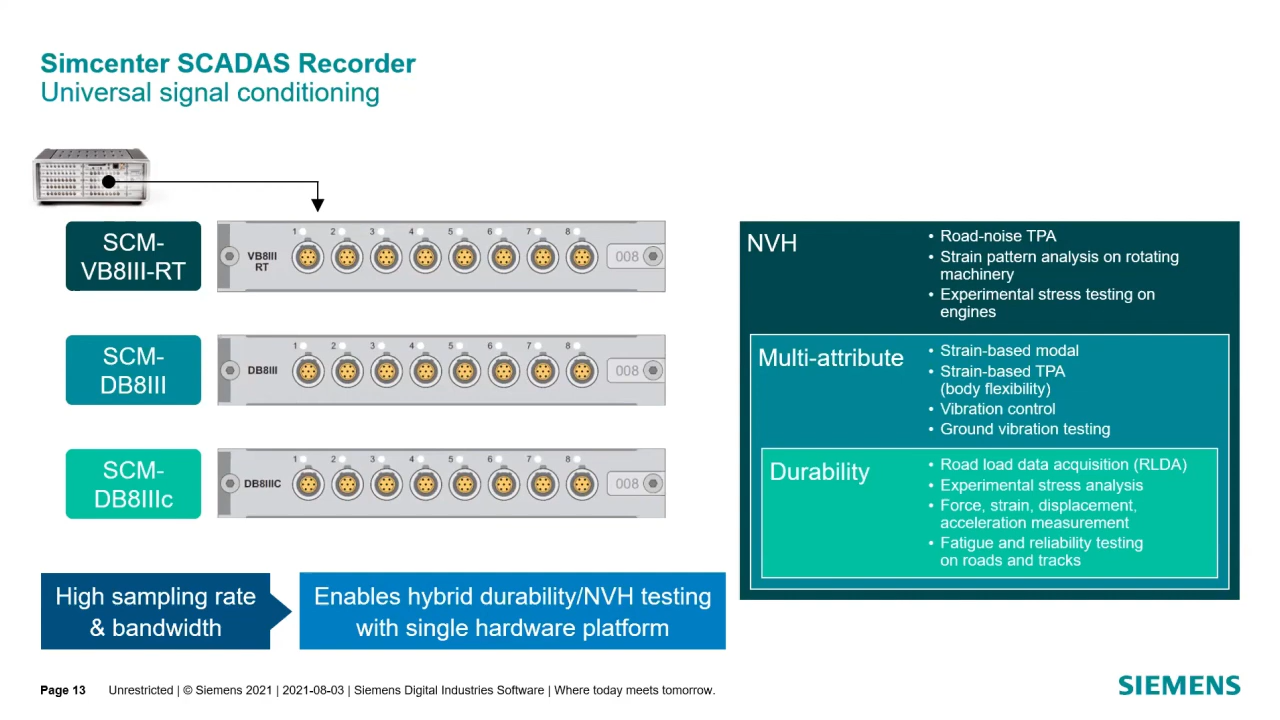 Simcenter SCADAS Recorder
Universal signal conditioning
SCM-
VB8III-RT
1 2 3 4 5 6 7 8
VB8III
RT
008
SCM-
DB8III
1 2 3 4 5 6 7 8
DB8III
008
SCM-
DB8IIIc
1 2 3 4 5 6 7 8
DB8IIIC
008
NVH
• Road-noise TPA
• Strain pattern analysis on rotating
machinery
• Experimental stress testing on
engines
Multi-attribute
• Strain-based modal
• Strain-based TPA
(body flexibility)
• Vibration control
• Ground vibration testing
Durability
• Road load data acquisition (RLDA)
• Experimental stress analysis
• Force, strain, displacement,
acceleration measurement
• Fatigue and reliability testing
on roads and tracks
High sampling rate
& bandwidth
Enables hybrid durability/NVH testing
with single hardware platform
Page 13 Unrestricted | © Siemens 2021 | 2021-08-03 | Siemens Digital Industries Software | Where today meets tomorrow.
SIEMENS